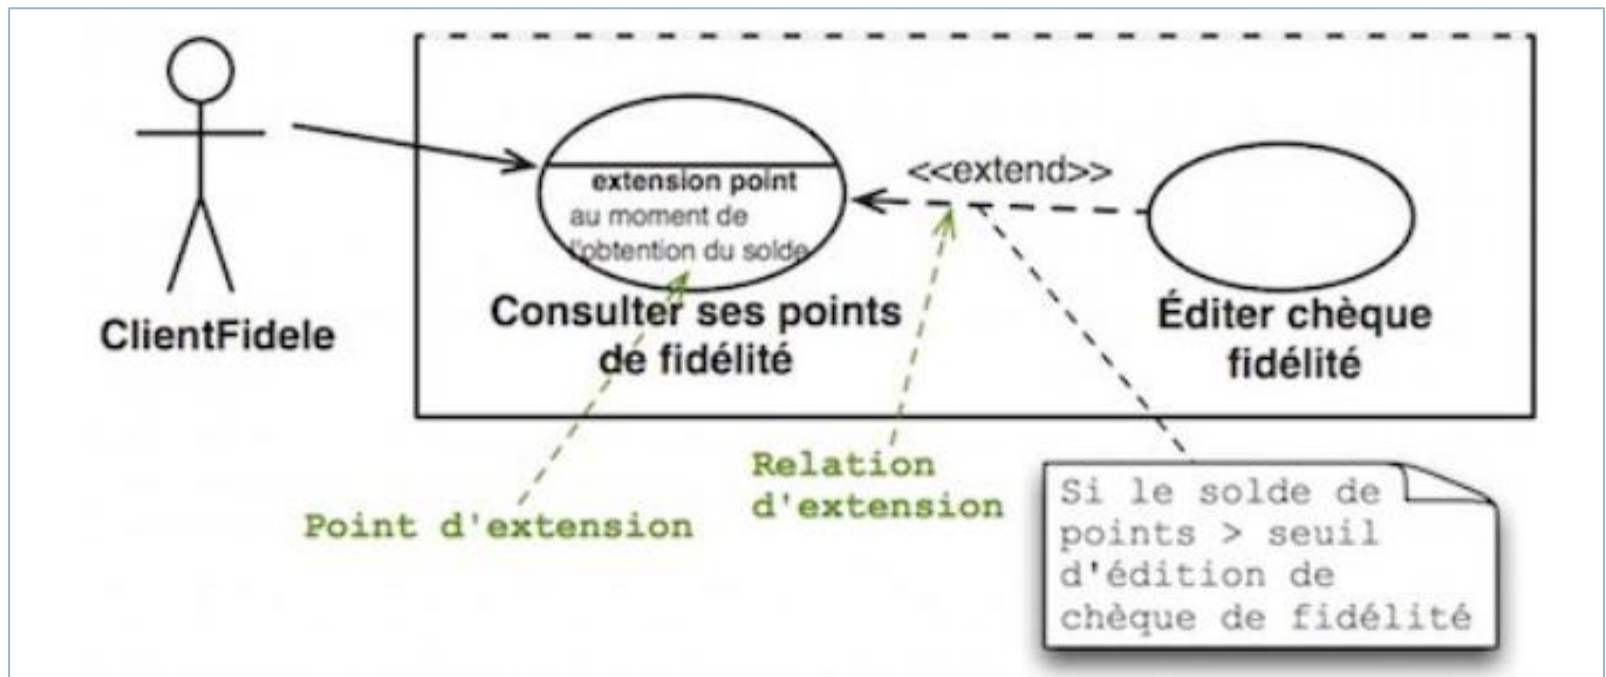 <<extend>>
extension point
au moment de
l'obtention du solde
Consulter ses points
de fidélité
Éditer chèque
fidélité
ClientFidele
Relation
d'extension
Point d'extension
Si le solde de
points > seuil
d'édition de
chèque de fidélité